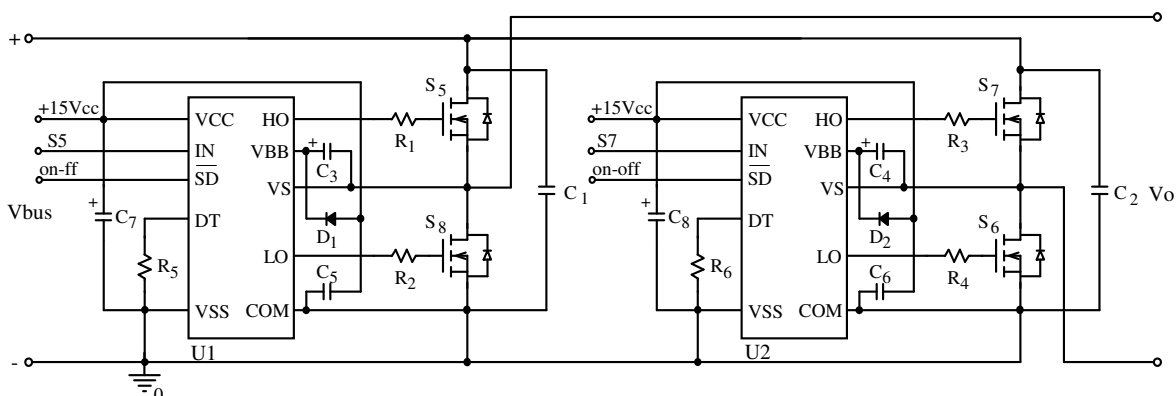 +
S5
S7
+15Vcc
VCC
HO
R1
+15Vcc
VCC
HO
R3
S5
IN
VBB
+
C3
S7
IN
VBB
+
C4
on-ff
SD
VS
C1
on-off
SD
VS
C2
Vo
Vbus
+
C7
DT
D1
S8
+
C8
DT
D2
S6
R5
LO
R2
C5
R6
LO
R4
C6
VSS
COM
VSS
COM
U1
U2
-
0